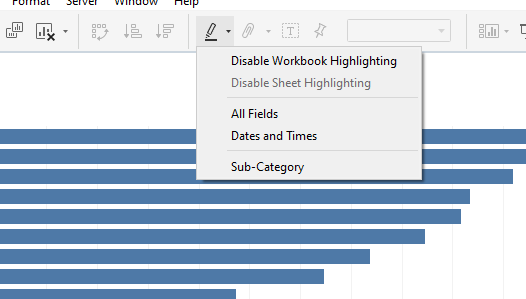 Format Server Window Help
Disable Workbook Highlighting
Disable Sheet Highlighting
All Fields
Dates and Times
Sub-Category